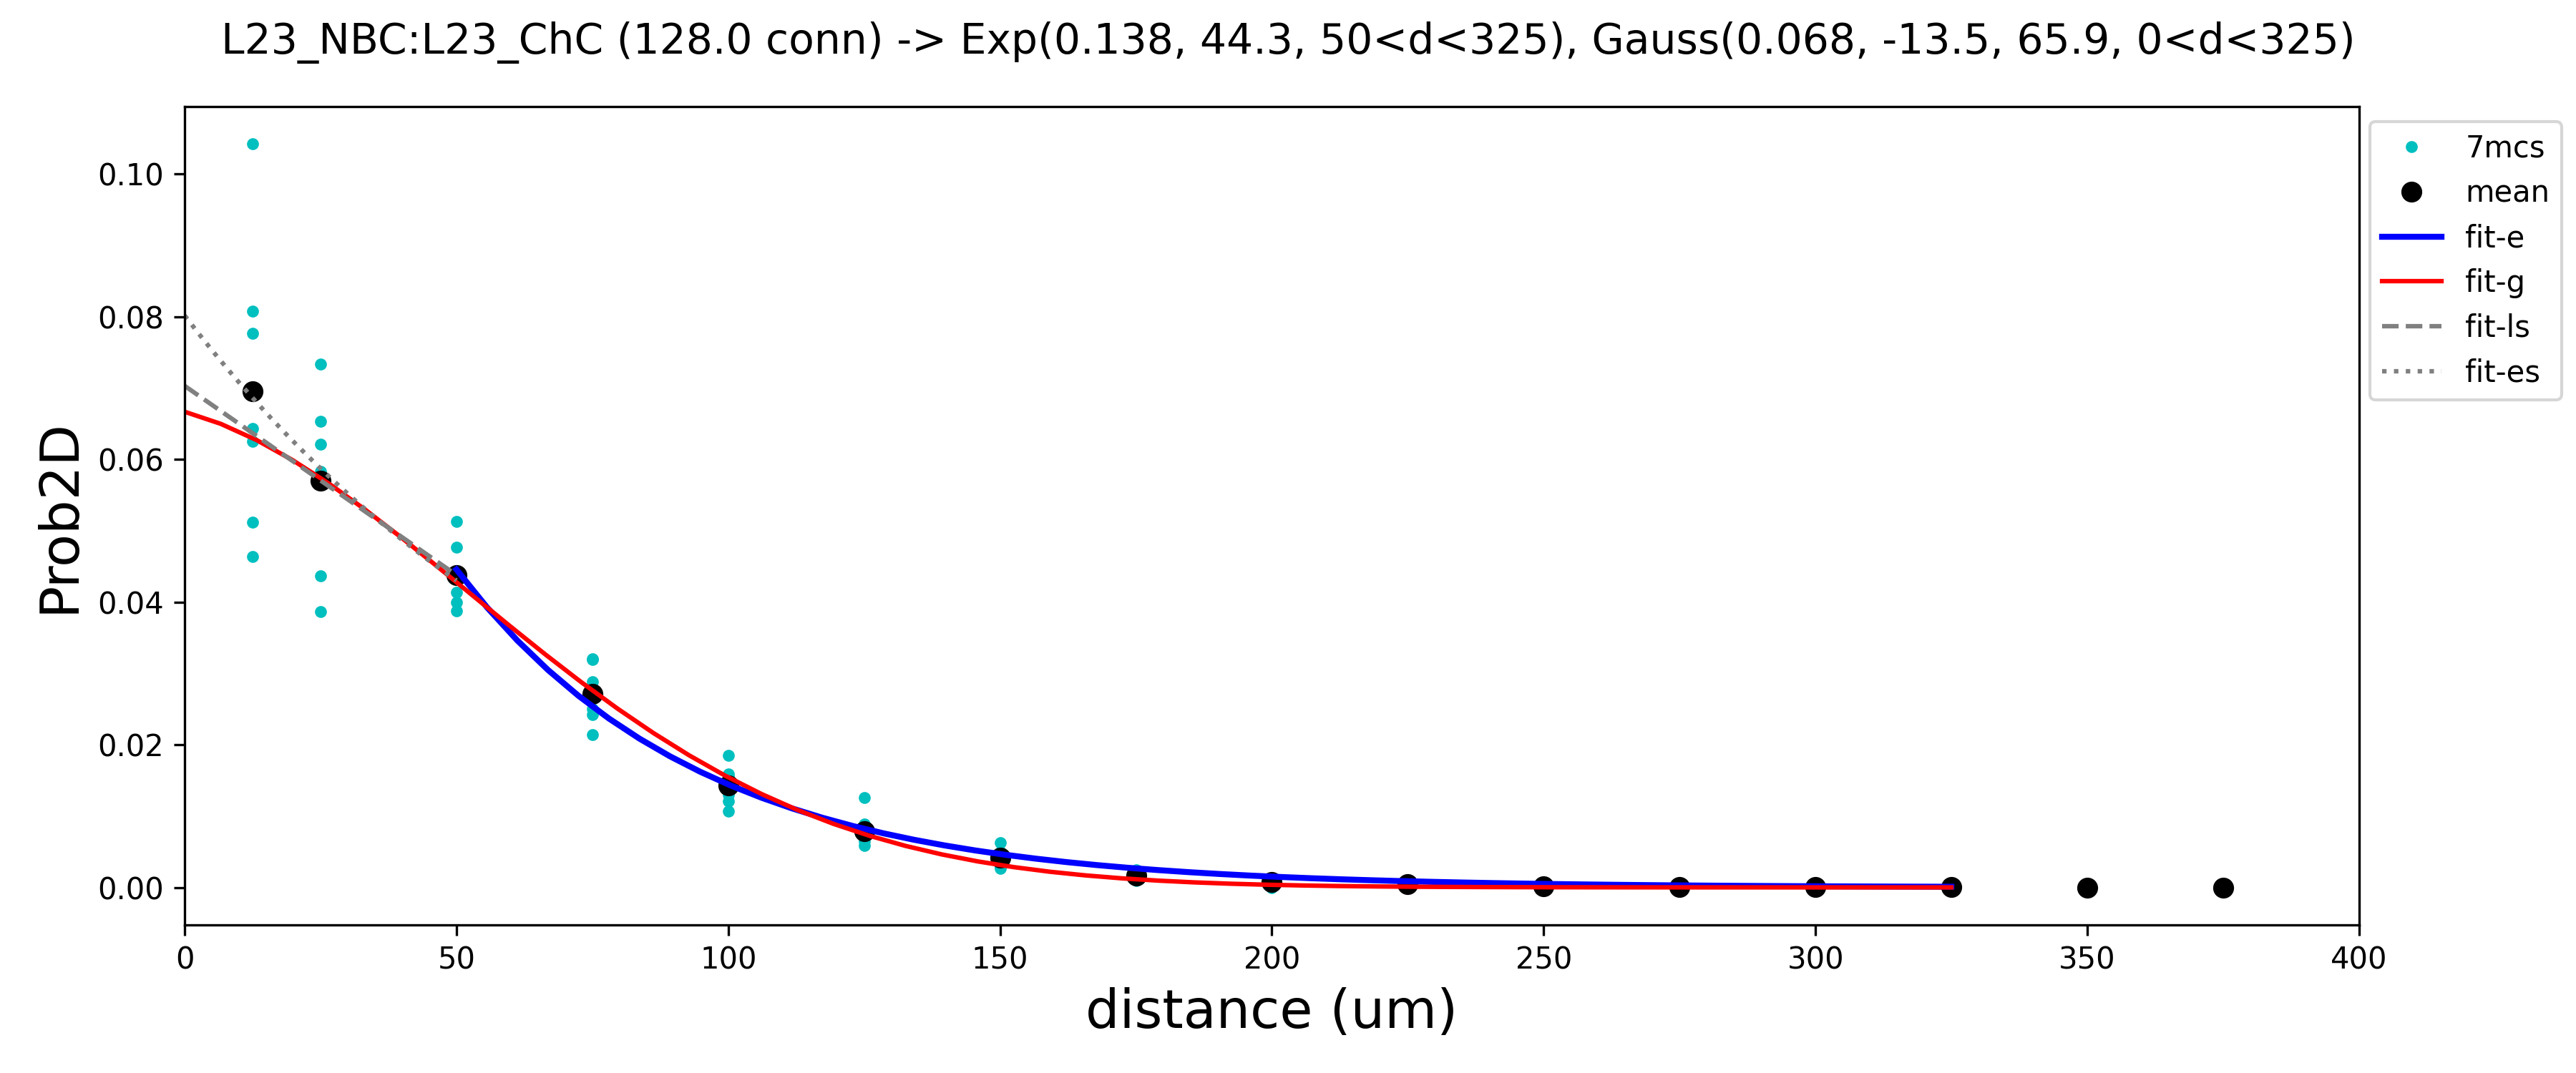 L23_NBC:L23_ChC (128.0 conn) -> Exp(0.138, 44.3, 50<d<325), Gauss(0.068, -13.5, 65.9, 0<d<325)
7mcs
mean
fit-e
fit-g
fit-ls
fit-es
Prob2D
0.10
0.08
0.06
0.04
0.02
0.00
0 50 100 150 200 250 300 350 400
distance (um)